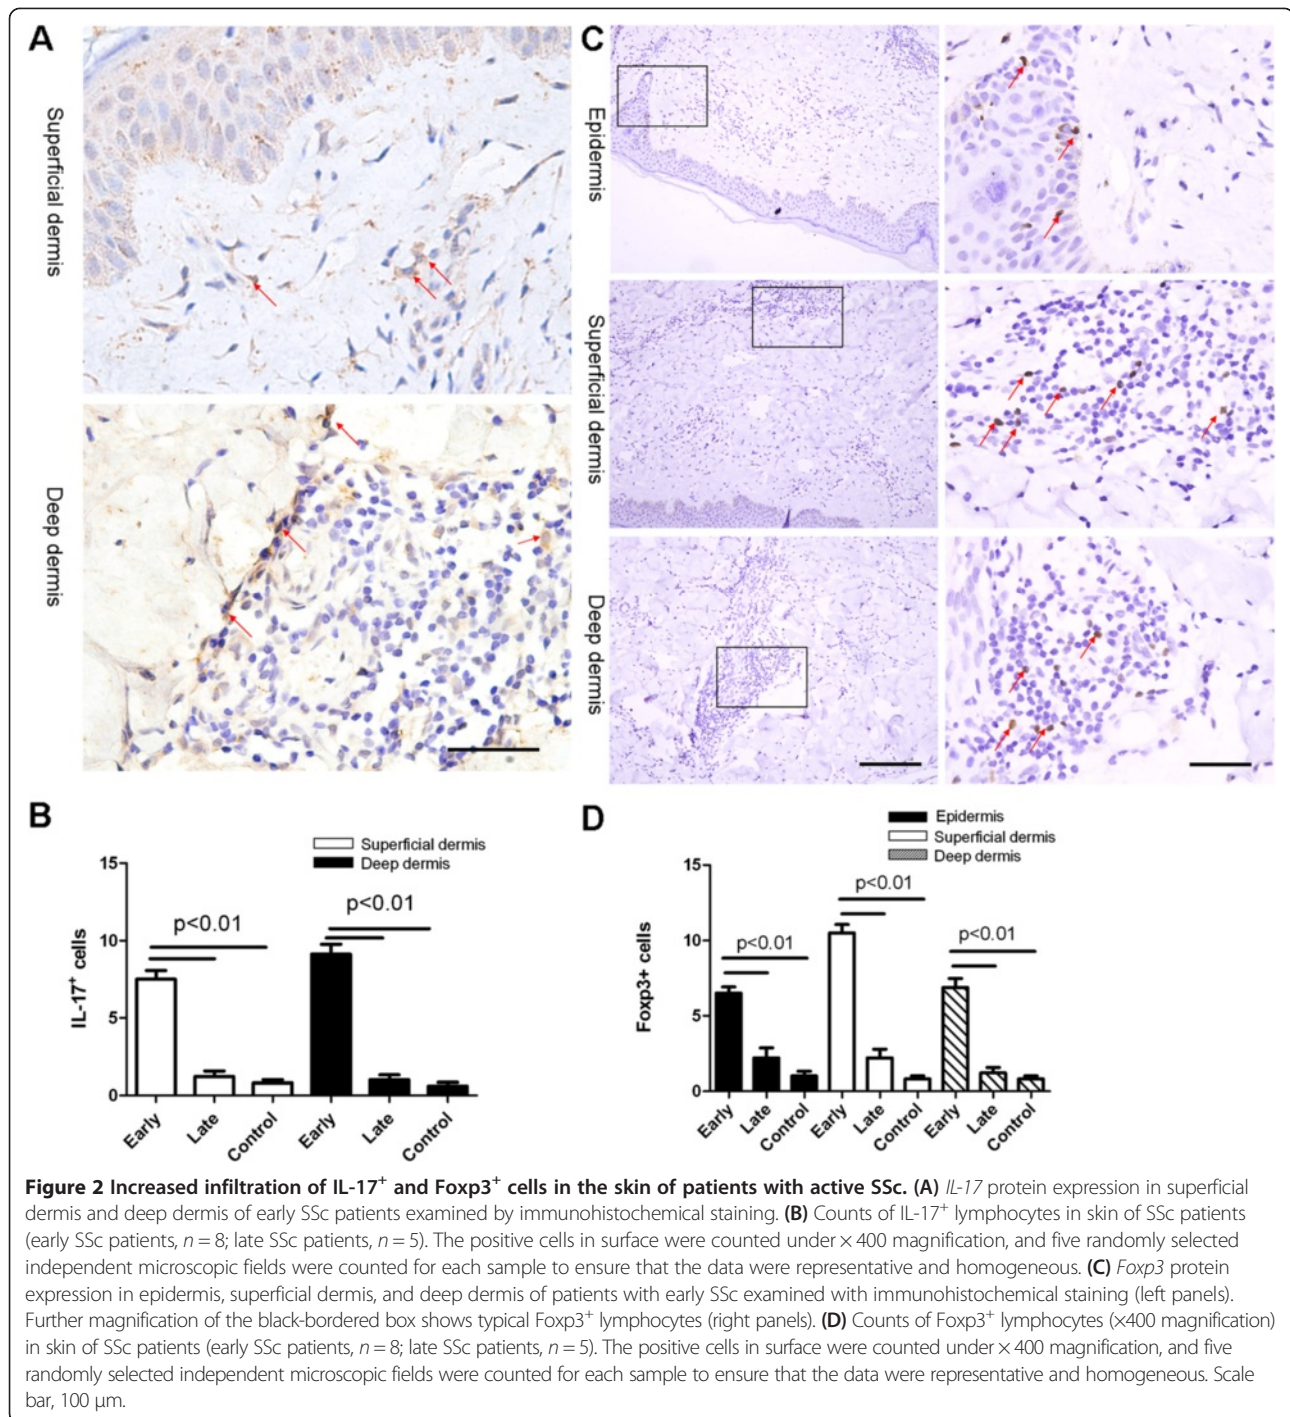 A
Superficial dermis
Deep dermis
C
Epidermis
Superficial dermis
Deep dermis
B
Superficial dermis
Deep dermis
15
10
5
0
IL-17⁺ cells
p<0.01
p<0.01
Early
Late
Control
Early
Late
Control
D
Epidermis
Superficial dermis
Deep dermis
15
10
5
0
Foxp3+ cells
p<0.01
p<0.01
p<0.01
Early
Late
Control
Early
Late
Control
Early
Late
Control
Figure 2 Increased infiltration of IL-17⁺ and Foxp3⁺ cells in the skin of patients with active SSc. (A) IL-17 protein expression in superficial
dermis and deep dermis of early SSc patients examined by immunohistochemical staining. (B) Counts of IL-17⁺ lymphocytes in skin of SSc patients
(early SSc patients, n = 8; late SSc patients, n = 5). The positive cells in surface were counted under × 400 magnification, and five randomly selected
independent microscopic fields were counted for each sample to ensure that the data were representative and homogeneous. (C) Foxp3 protein
expression in epidermis, superficial dermis, and deep dermis of patients with early SSc examined with immunohistochemical staining (left panels).
Further magnification of the black-bordered box shows typical Foxp3⁺ lymphocytes (right panels). (D) Counts of Foxp3⁺ lymphocytes (×400 magnification)
in skin of SSc patients (early SSc patients, n = 8; late SSc patients, n = 5). The positive cells in surface were counted under × 400 magnification, and five
randomly selected independent microscopic fields were counted for each sample to ensure that the data were representative and homogeneous. Scale
bar, 100 μm.